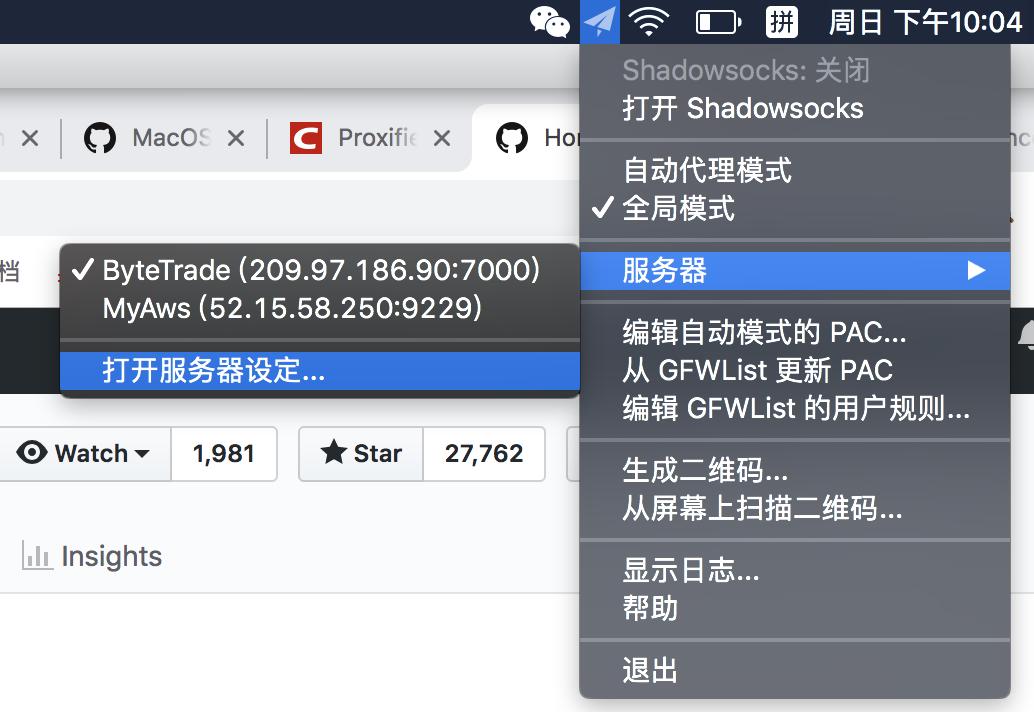 拼 周日 下午10:04
MacOS
Proxifie
Hor
档
Shadowsocks: 关闭
打开 Shadowsocks
自动代理模式
全局模式
服务器
编辑自动模式的 PAC...
从 GFWList 更新 PAC
编辑 GFWList 的用户规则...
生成二维码...
从屏幕上扫描二维码...
显示日志...
帮助
退出
ByteTrade (209.97.186.90:7000)
MyAws (52.15.58.250:9229)
打开服务器设定...
Watch 1,981
Star 27,762
Insights